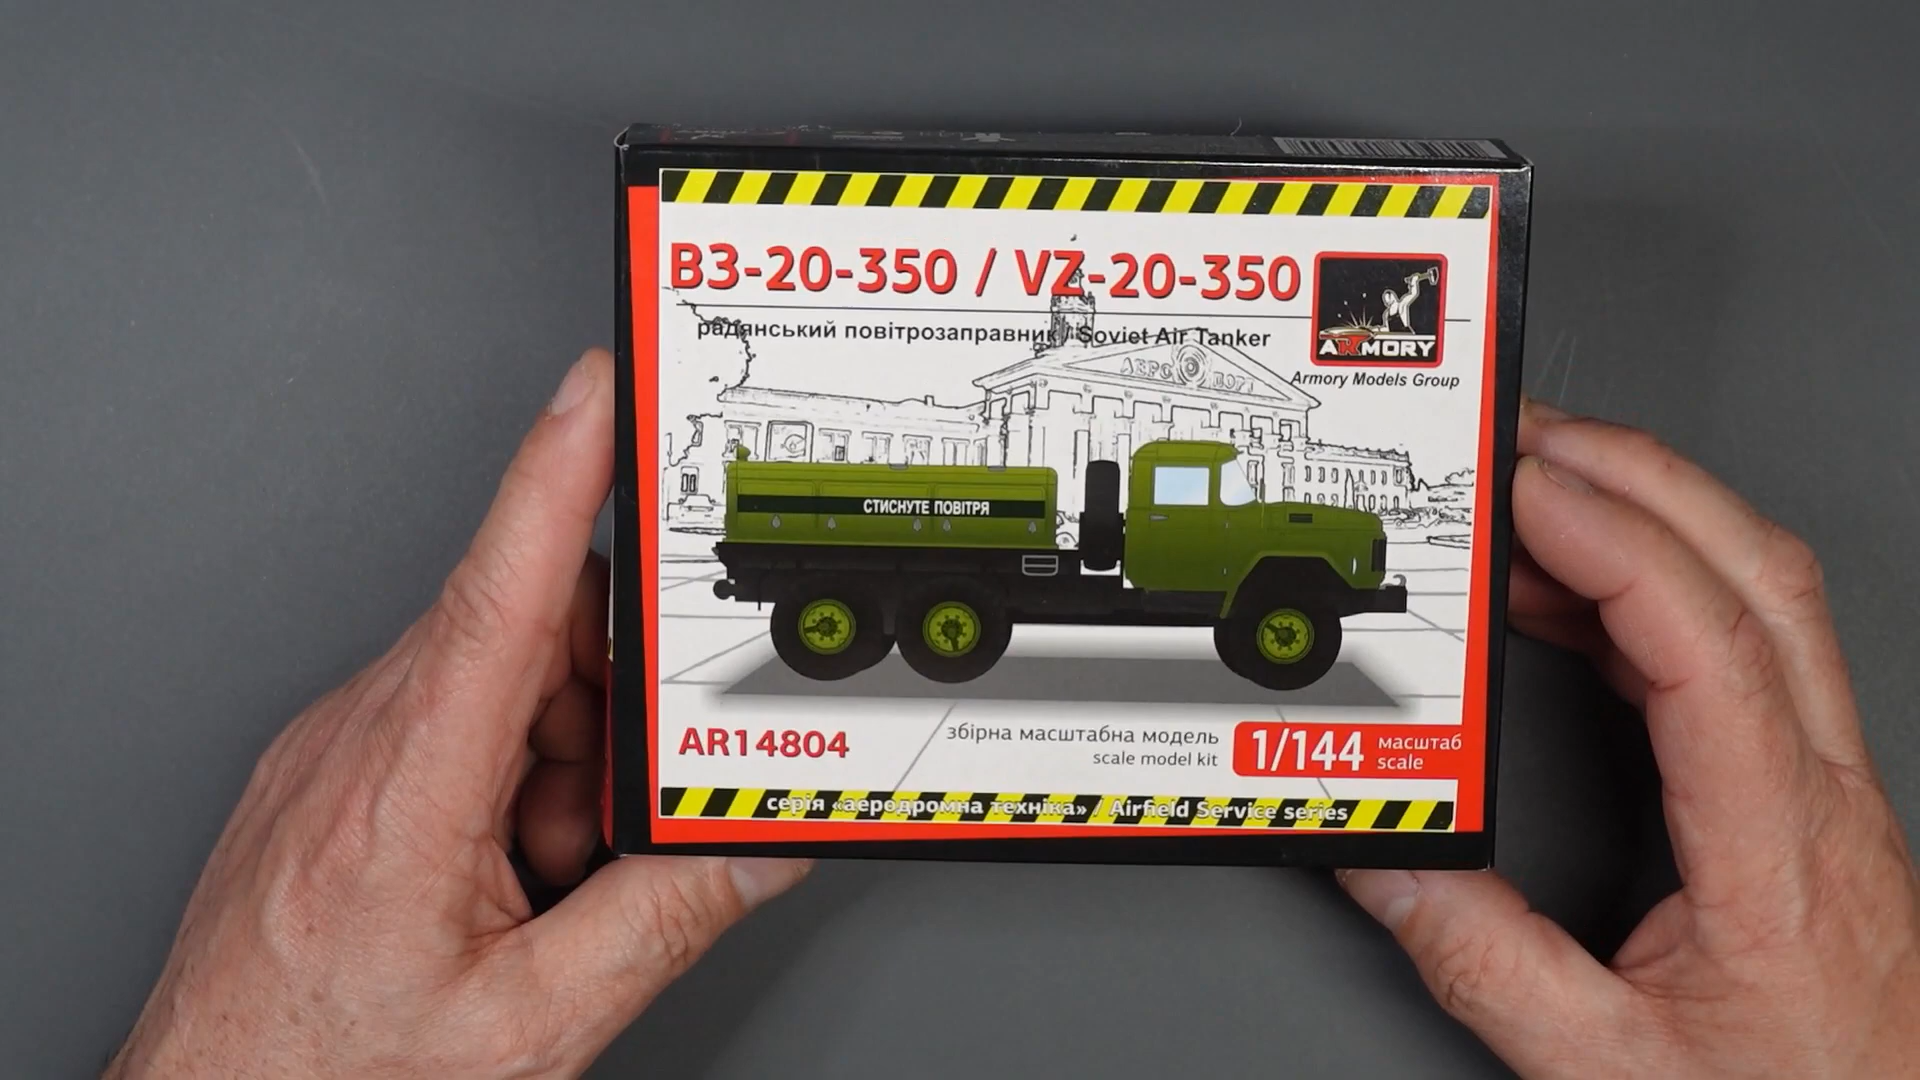 ВЗ-20-350 / VZ-20-350
радянський повітрозаправник / Soviet Air Tanker
ARMORY
Armory Models Group
АЕРОПОРТ
СТИСНУТЕ ПОВІТРЯ
AR14804
збірна масштабна модель
scale model kit
1/144
масштаб
scale
серія «аеродромна техніка» / Airfield Service series